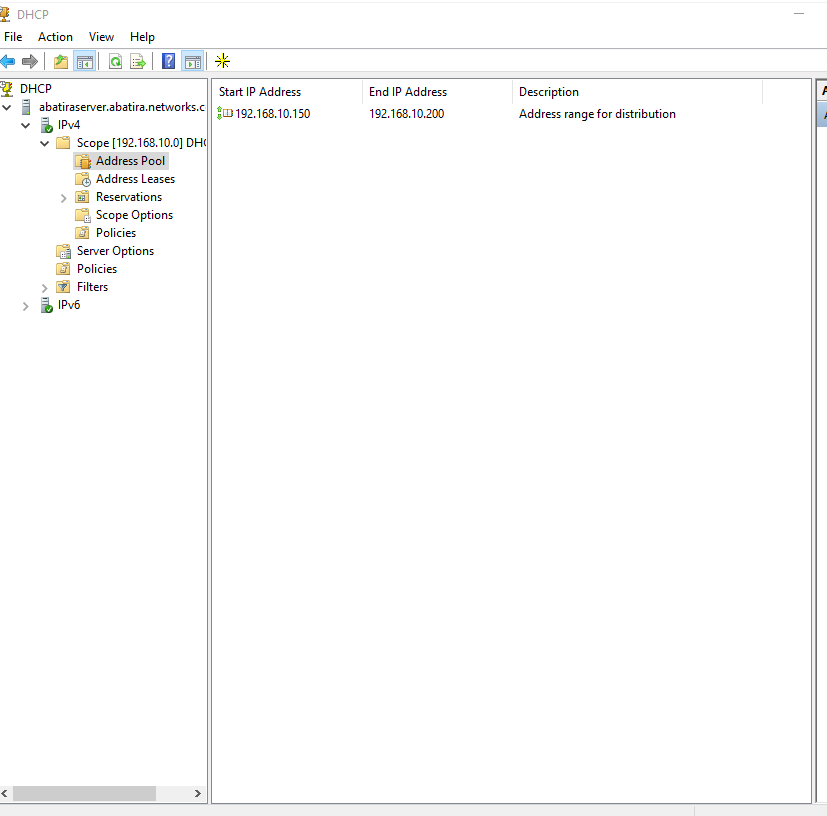 DHCP
File Action View Help
DHCP
abatiraserver.abatira.networks.c
IPv4
Scope [192.168.10.0] DH
Address Pool
Address Leases
Reservations
Scope Options
Policies
Server Options
Policies
Filters
IPv6
Start IP Address End IP Address Description
192.168.10.150 192.168.10.200 Address range for distribution